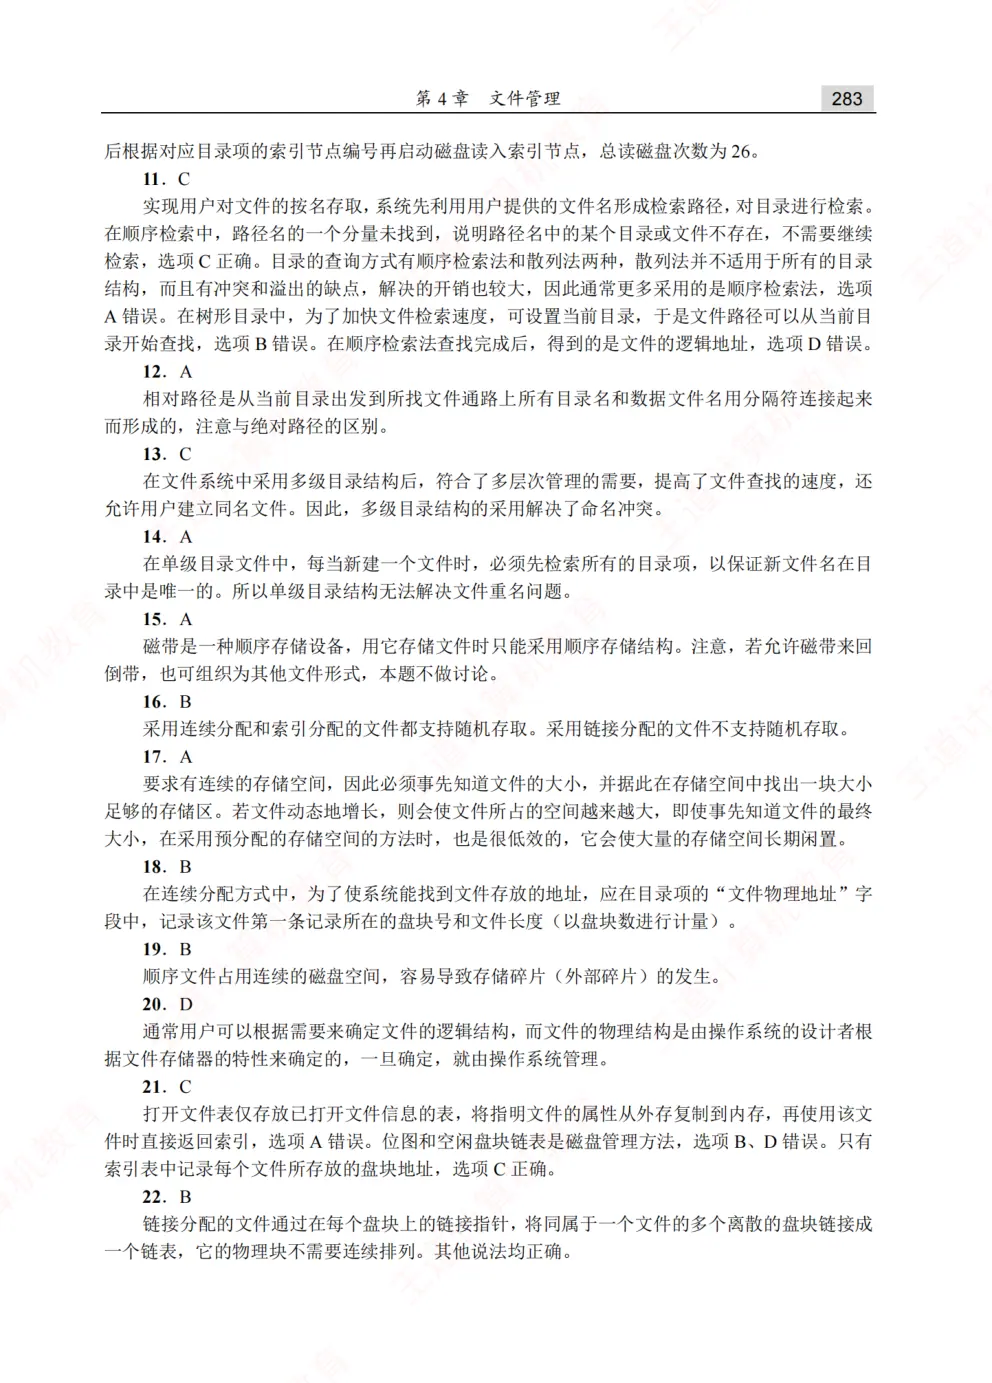 第 4 章 文件管理
283
后根据对应目录项的索引节点编号再启动磁盘读入索引节点，总读磁盘次数为 26。
11．C
实现用户对文件的按名存取，系统先利用用户提供的文件名形成检索路径，对目录进行检索。
在顺序检索中，路径名的一个分量未找到，说明路径名中的某个目录或文件不存在，不需要继续
检索，选项 C 正确。目录的查询方式有顺序检索法和散列法两种，散列法并不适用于所有的目录
结构，而且有冲突和溢出的缺点，解决的开销也较大，因此通常更多采用的是顺序检索法，选项
A 错误。在树形目录中，为了加快文件检索速度，可设置当前目录，于是文件路径可以从当前目
录开始查找，选项 B 错误。在顺序检索法查找完成后，得到的是文件的逻辑地址，选项 D 错误。
12．A
相对路径是从当前目录出发到所找文件通路上所有目录名和数据文件名用分隔符连接起来
而形成的，注意与绝对路径的区别。
13．C
在文件系统中采用多级目录结构后，符合了多层次管理的需要，提高了文件查找的速度，还
允许用户建立同名文件。因此，多级目录结构的采用解决了命名冲突。
14．A
在单级目录文件中，每当新建一个文件时，必须先检索所有的目录项，以保证新文件名在目
录中是唯一的。所以单级目录结构无法解决文件重名问题。
15．A
磁带是一种顺序存储设备，用它存储文件时只能采用顺序存储结构。注意，若允许磁带来回
倒带，也可组织为其他文件形式，本题不做讨论。
16．B
采用连续分配和索引分配的文件都支持随机存取。采用链接分配的文件不支持随机存取。
17．A
要求有连续的存储空间，因此必须事先知道文件的大小，并据此在存储空间中找出一块大小
足够的存储区。若文件动态地增长，则会使文件所占的空间越来越大，即使事先知道文件的最终
大小，在采用预分配的存储空间的方法时，也是很低效的，它会使大量的存储空间长期闲置。
18．B
在连续分配方式中，为了使系统能找到文件存放的地址，应在目录项的“文件物理地址”字
段中，记录该文件第一条记录所在的盘块号和文件长度（以盘块数进行计量）。
19．B
顺序文件占用连续的磁盘空间，容易导致存储碎片（外部碎片）的发生。
20．D
通常用户可以根据需要来确定文件的逻辑结构，而文件的物理结构是由操作系统的设计者根
据文件存储器的特性来确定的，一旦确定，就由操作系统管理。
21．C
打开文件表仅存放已打开文件信息的表，将指明文件的属性从外存复制到内存，再使用该文
件时直接返回索引，选项 A 错误。位图和空闲盘块链表是磁盘管理方法，选项 B、D 错误。只有
索引表中记录每个文件所存放的盘块地址，选项 C 正确。
22．B
链接分配的文件通过在每个盘块上的链接指针，将同属于一个文件的多个离散的盘块链接成
一个链表，它的物理块不需要连续排列。其他说法均正确。